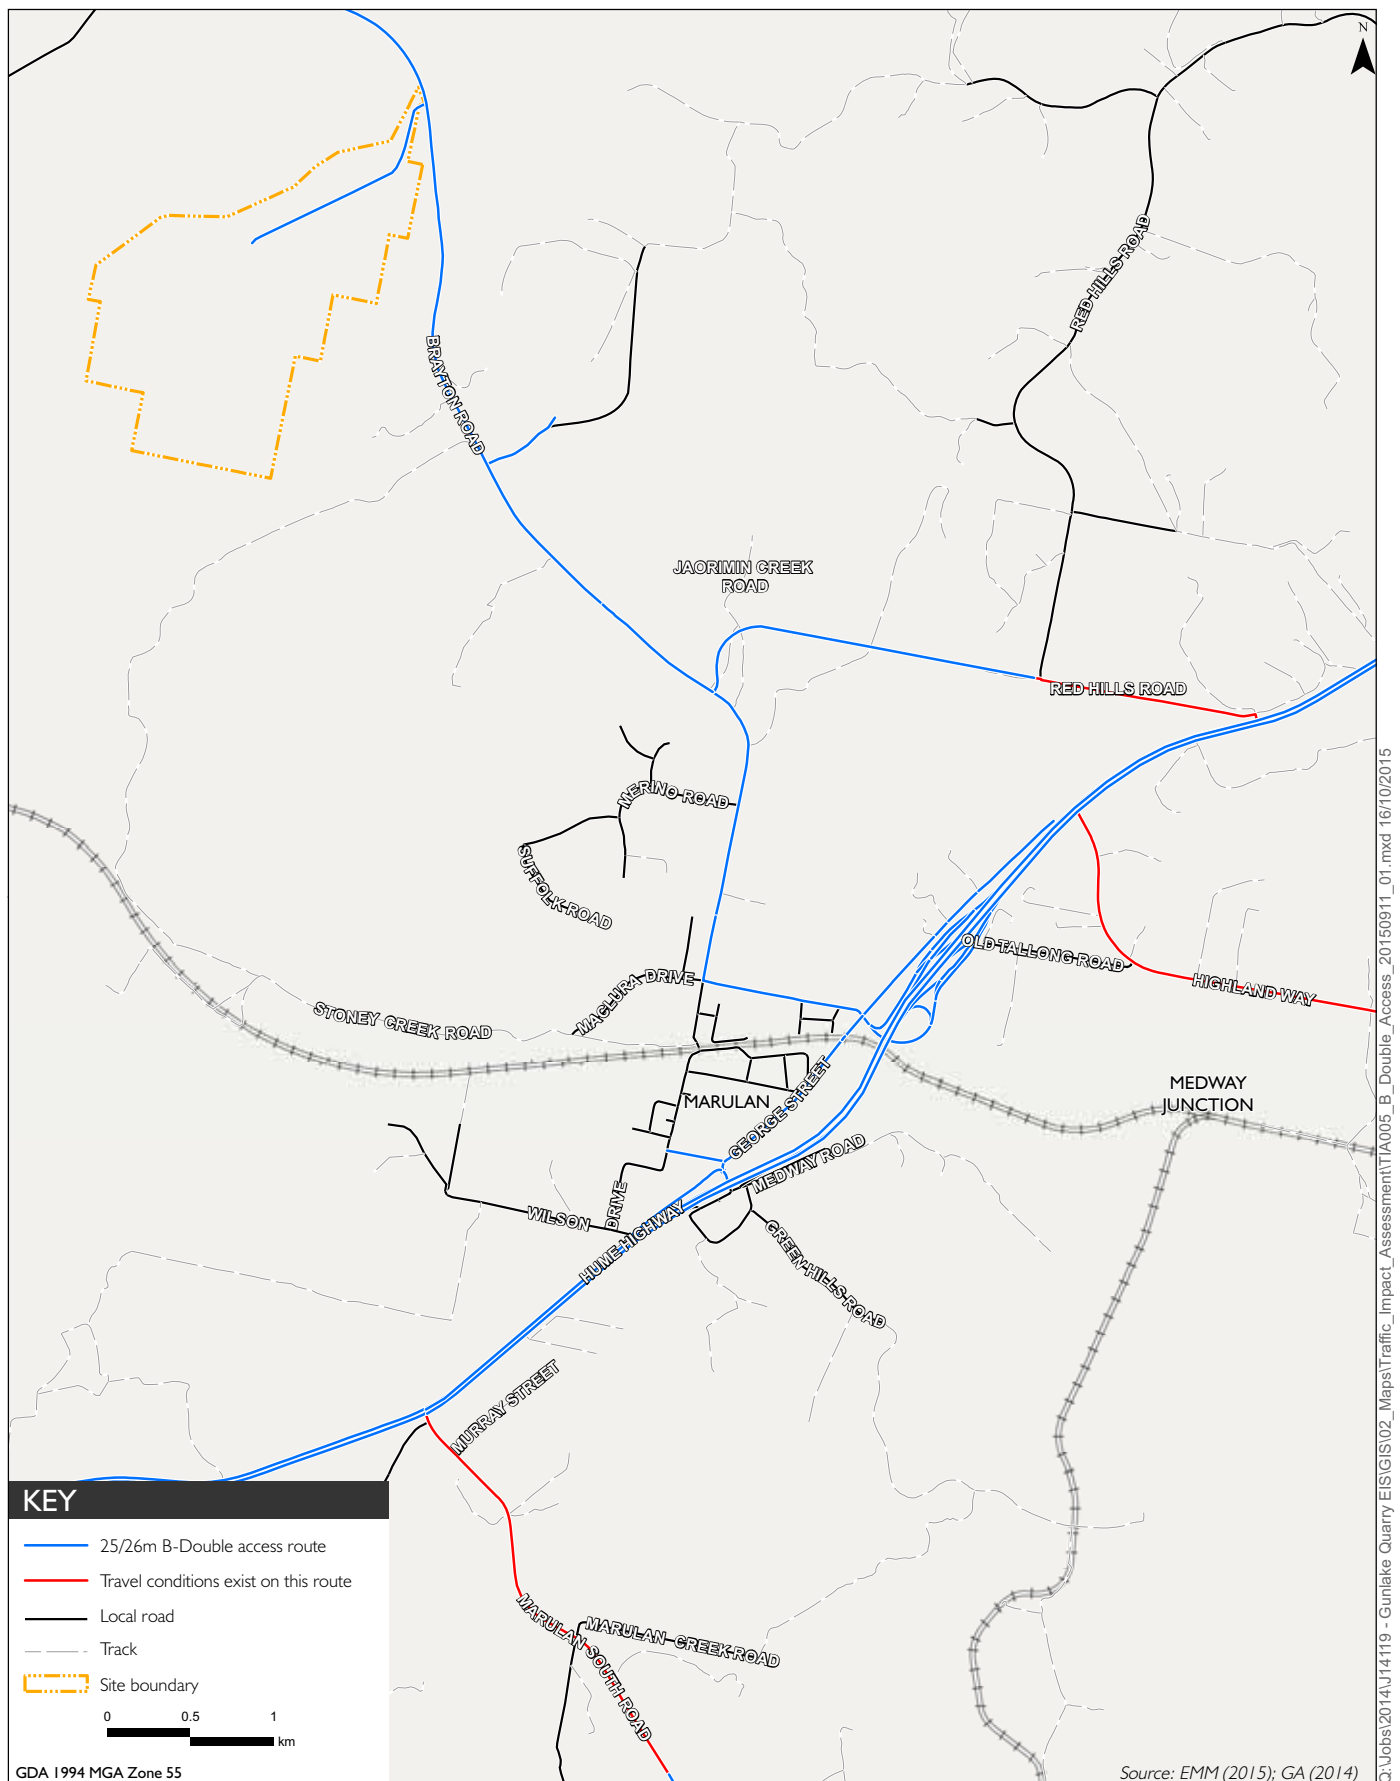 N
BRAYTON ROAD
RED HILLS ROAD
JAORIMIN CREEK
ROAD
RED HILLS ROAD
MERINO ROAD
SUFFOLK ROAD
OLD TALLONG ROAD
HIGHLAND WAY
MACLURA DRIVE
STONEY CREEK ROAD
MARULAN
GEORGE STREET
MEDWAY
JUNCTION
MEDWAY ROAD
WILSON
DRIVE
HUME HIGHWAY
GREEN HILLS ROAD
MURRAY STREET
MARULAN SOUTH ROAD
MARULAN CREEK ROAD
KEY
25/26m B-Double access route
Travel conditions exist on this route
Local road
Track
Site boundary
0 0.5 1
km
GDA 1994 MGA Zone 55
Source: EMM (2015); GA (2014)
Q:\Jobs\2014\J14119 - Gunlake Quarry EIS\GIS\02_Maps\Traffic_Impact_Assessment\TIA005_B_Double_Access_20150911_01.mxd 16/10/2015